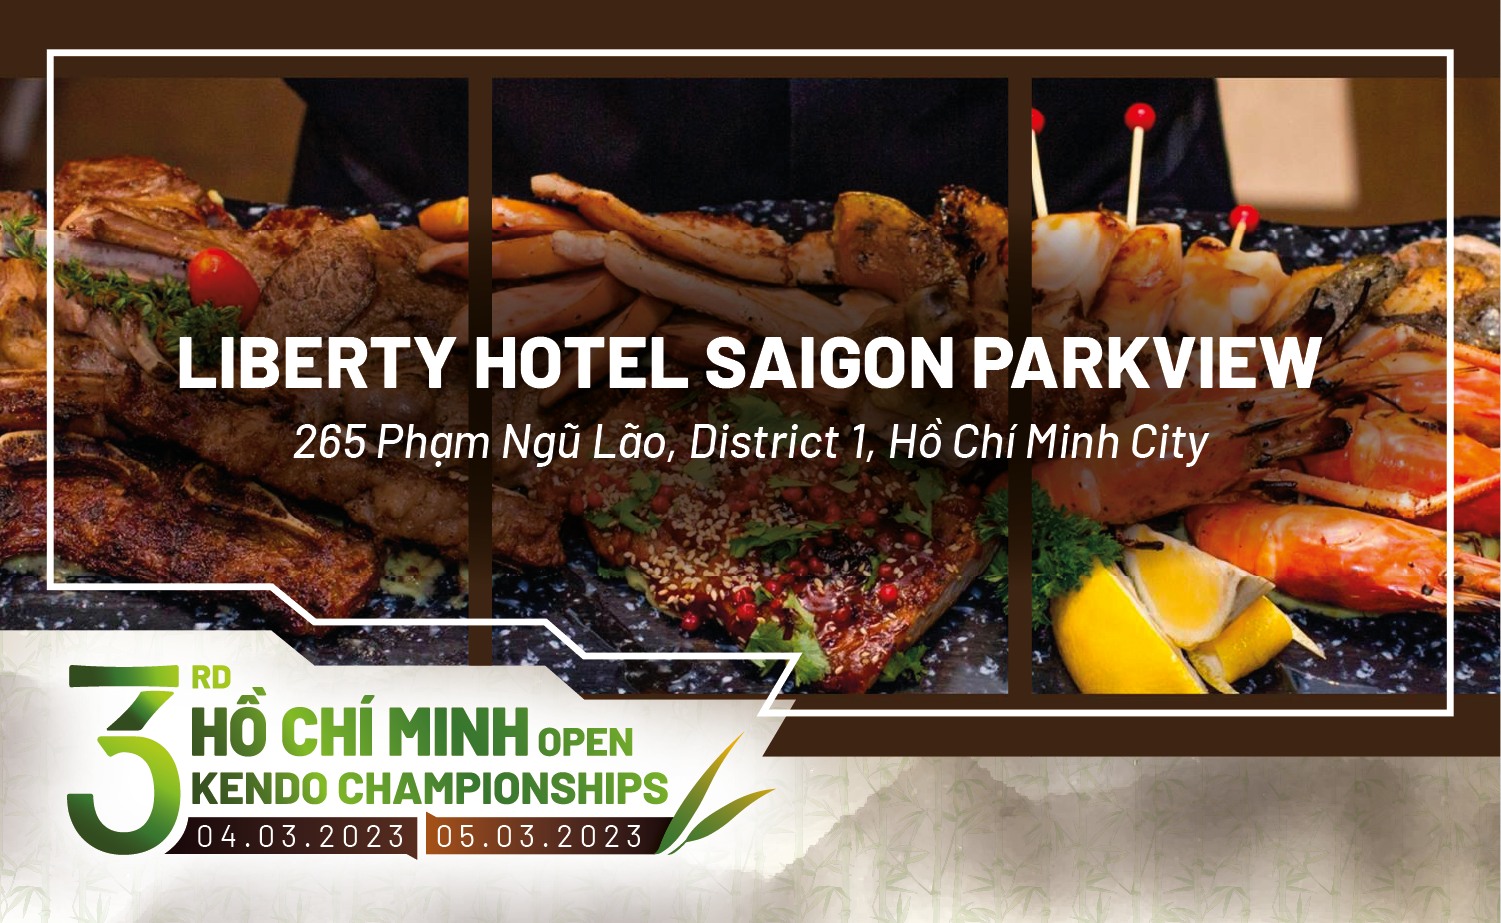 LIBERTY HOTEL SAIGON PARKVIEW
265 Phạm Ngũ Lão, District 1, Hồ Chí Minh City
3RD
HỒ CHÍ MINH OPEN
KENDO CHAMPIONSHIPS
04.03.2023 05.03.2023